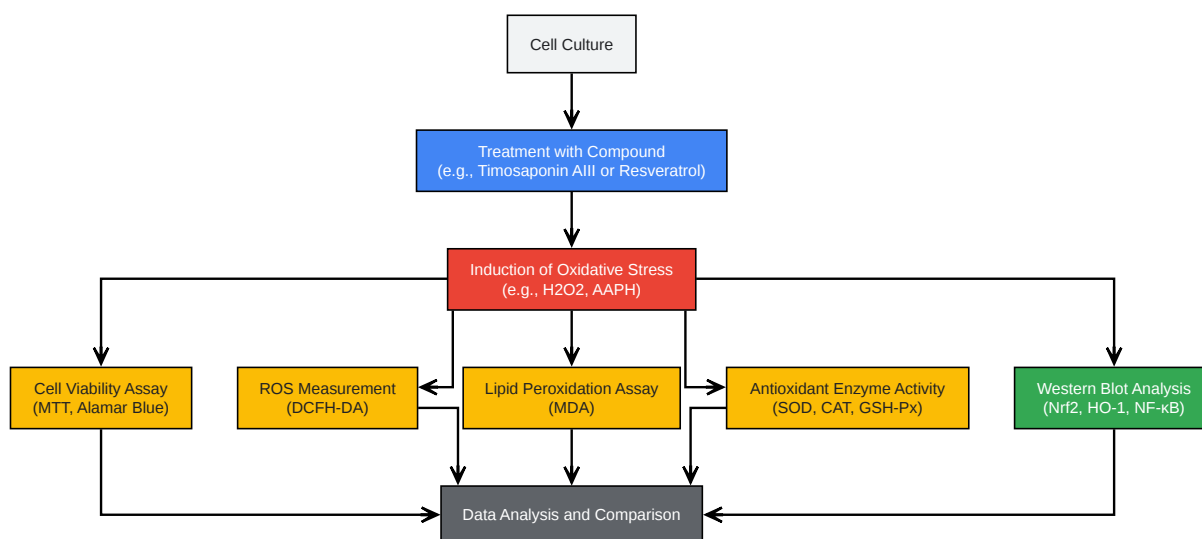 Cell Culture
Treatment with Compound
(e.g., Timosaponin AIII or Resveratrol)
Induction of Oxidative Stress
(e.g., H2O2, AAPH)
Cell Viability Assay
(MTT, Alamar Blue)
ROS Measurement
(DCFH-DA)
Lipid Peroxidation Assay
(MDA)
Antioxidant Enzyme Activity
(SOD, CAT, GSH-Px)
Western Blot Analysis
(Nrf2, HO-1, NF-κB)
Data Analysis and Comparison